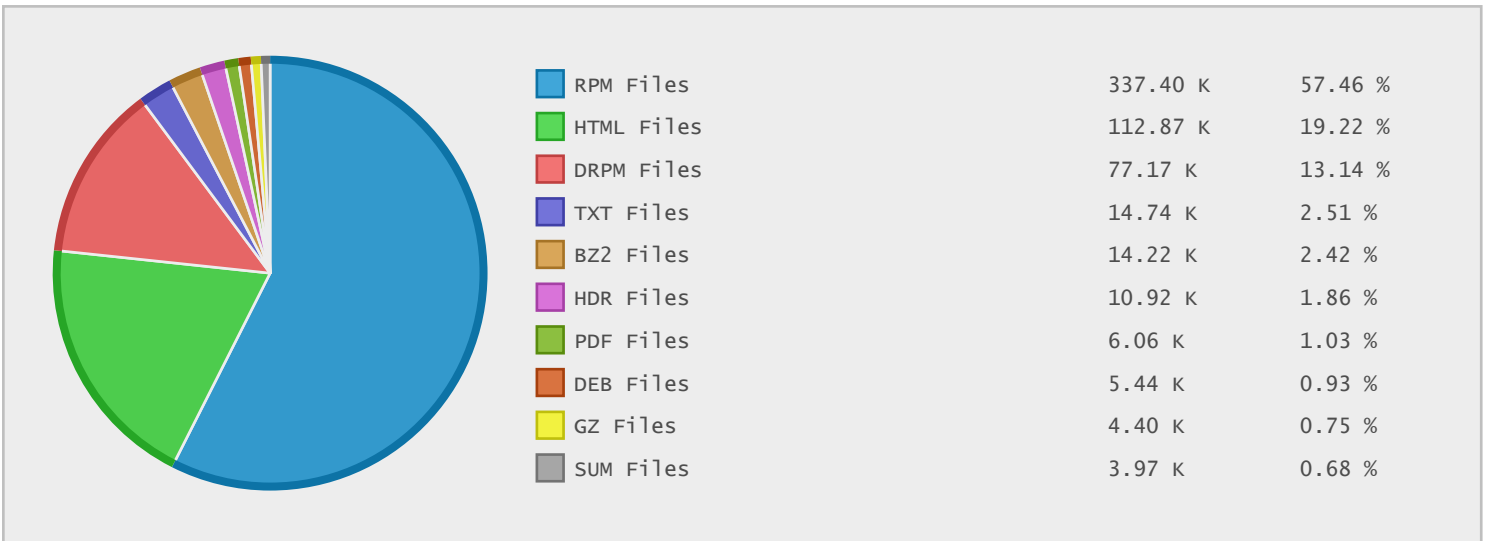 RPM Files 337.40 K 57.46 %
HTML Files 112.87 K 19.22 %
DRPM Files 77.17 K 13.14 %
TXT Files 14.74 K 2.51 %
BZ2 Files 14.22 K 2.42 %
HDR Files 10.92 K 1.86 %
PDF Files 6.06 K 1.03 %
DEB Files 5.44 K 0.93 %
GZ Files 4.40 K 0.75 %
SUM Files 3.97 K 0.68 %